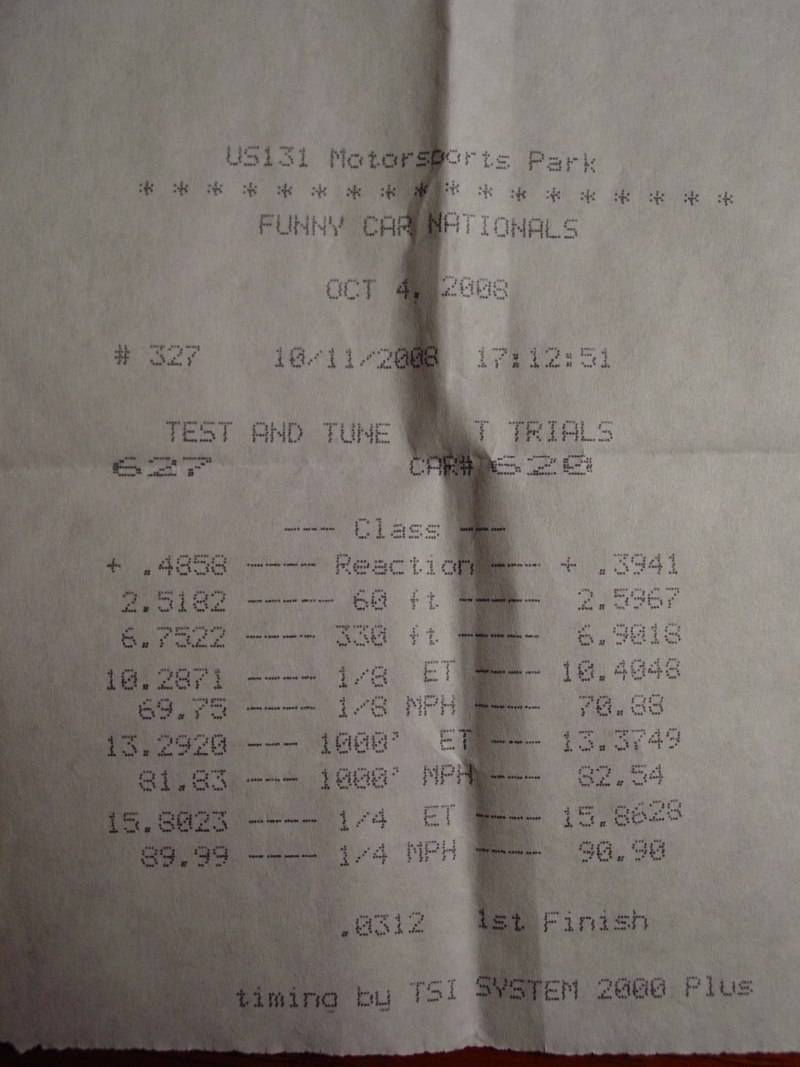 US131 Motorsports Park
* * * * * * * * * * * * * * * * * *
FUNNY CAR NATIONALS
OCT 4, 2008
# 327 10/11/2008 17:12:51
TEST AND TUNE T TRIALS
627 CAR# 620
--- Class ---
+ .4858 ---- Reaction ---- + .3941
2.5182 ----- 60 ft ----- 2.5967
6.7522 ---- 330 ft ----- 6.9018
10.2871 ---- 1/8 ET ---- 10.4048
69.75 ---- 1/8 MPH ---- 70.88
13.2920 --- 1000' ET --- 13.3749
81.83 --- 1000' MPH --- 82.54
15.8023 ---- 1/4 ET ---- 15.8628
89.99 ---- 1/4 MPH ---- 90.90
.0312 1st Finish
timing by TSI SYSTEM 2000 Plus